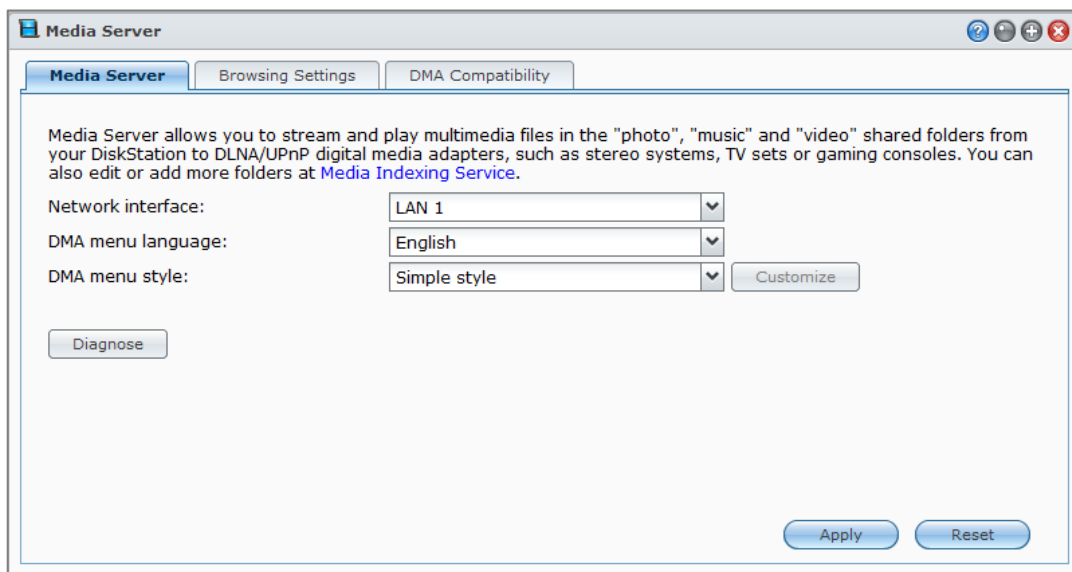 Media Server
Media Server
Browsing Settings
DMA Compatibility
Media Server allows you to stream and play multimedia files in the "photo", "music" and "video" shared folders from
your DiskStation to DLNA/UPnP digital media adapters, such as stereo systems, TV sets or gaming consoles. You can
also edit or add more folders at Media Indexing Service.
Network interface:
LAN 1
DMA menu language:
English
DMA menu style:
Simple style
Customize
Diagnose
Apply
Reset